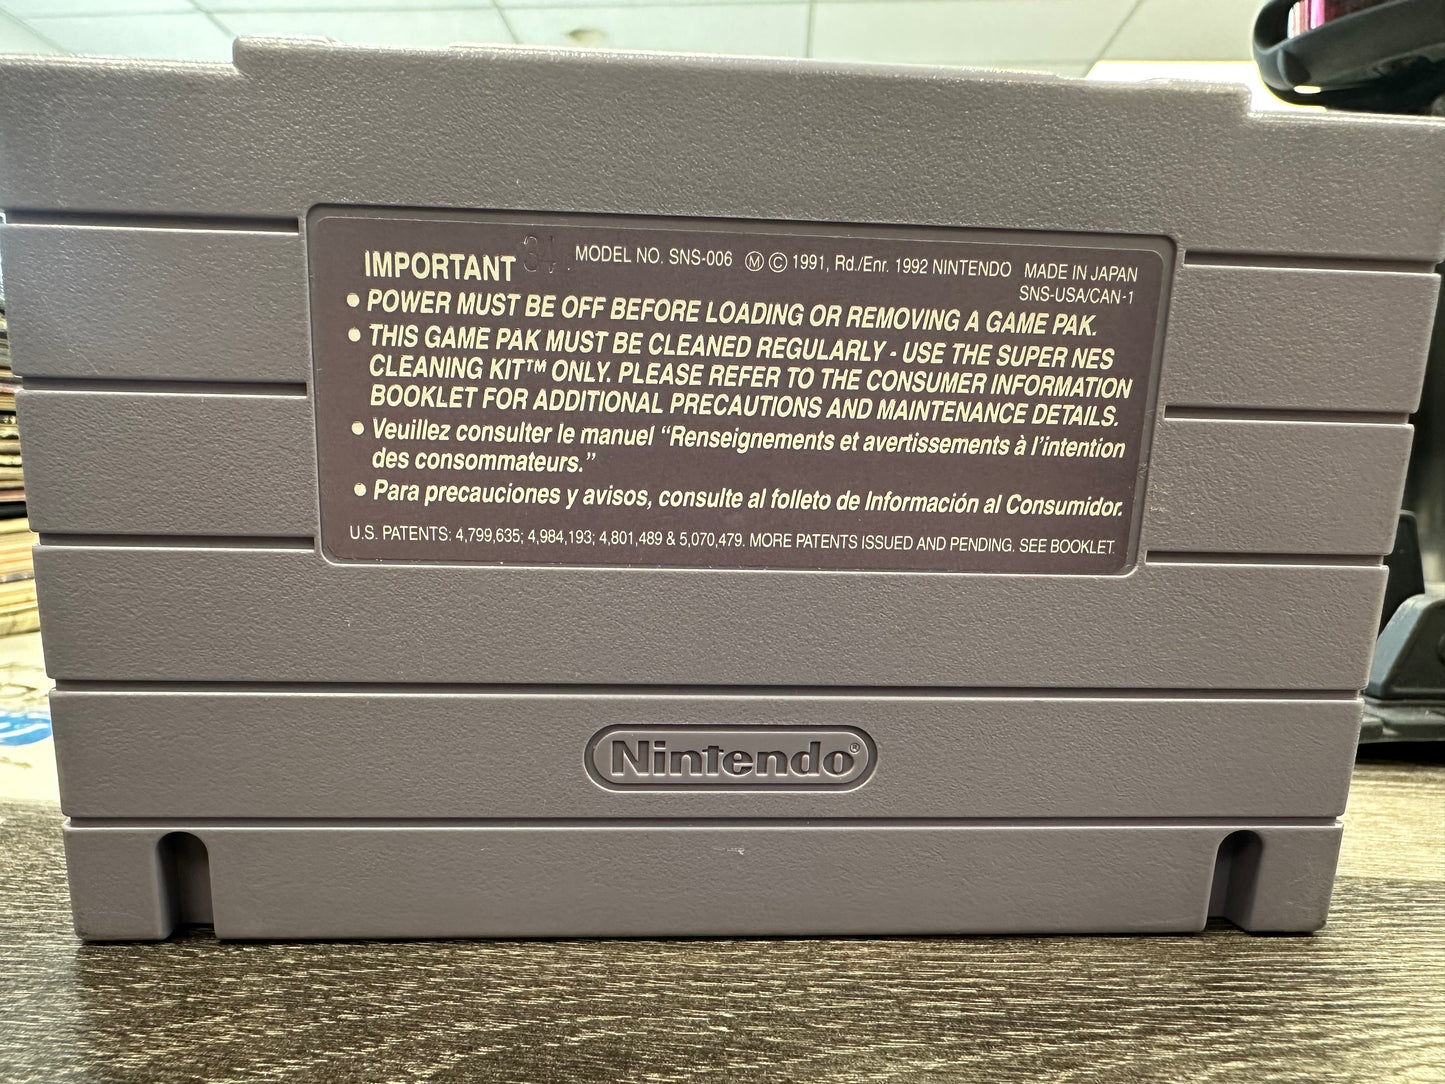 IMPORTANT MODEL NO. SNS-006 Ⓜ © 1991, Rd./Enr. 1992 NINTENDO MADE IN JAPAN
SNS-USA/CAN-1
• POWER MUST BE OFF BEFORE LOADING OR REMOVING A GAME PAK.
• THIS GAME PAK MUST BE CLEANED REGULARLY - USE THE SUPER NES
CLEANING KIT™ ONLY. PLEASE REFER TO THE CONSUMER INFORMATION
BOOKLET FOR ADDITIONAL PRECAUTIONS AND MAINTENANCE DETAILS.
• Veuillez consulter le manuel “Renseignements et avertissements à l’intention
des consommateurs.”
• Para precauciones y avisos, consulte al folleto de Información al Consumidor.
U.S. PATENTS: 4,799,635; 4,984,193; 4,801,489 & 5,070,479. MORE PATENTS ISSUED AND PENDING. SEE BOOKLET.
Nintendo®